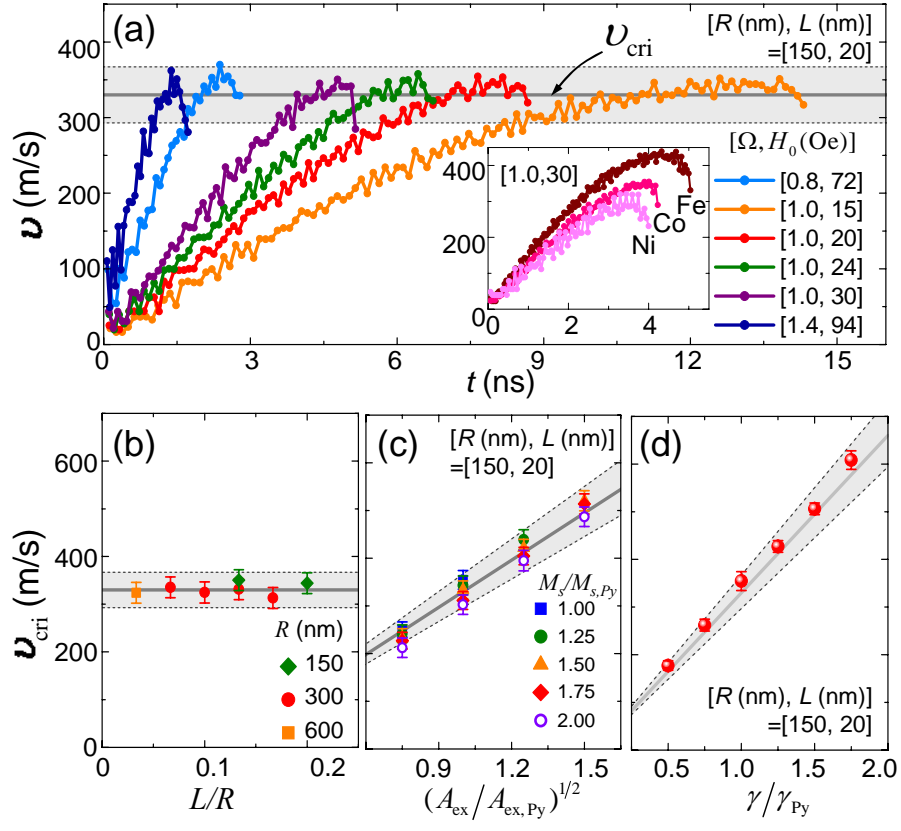 (a)
[R (nm), L (nm)]
=[150, 20]
υcri
400
300
200
100
0
υ (m/s)
[Ω, H0 (Oe)]
[0.8, 72]
[1.0, 15]
[1.0, 20]
[1.0, 24]
[1.0, 30]
[1.4, 94]
[1.0,30]
400
200
0
Fe
Co
Ni
0 2 4
0 3 6 9 12 15
t (ns)
(b)
600
400
200
0
υcri (m/s)
R (nm)
150
300
600
0 0.1 0.2
L/R
(c)
[R (nm), L (nm)]
=[150, 20]
Ms/Ms,Py
1.00
1.25
1.50
1.75
2.00
0.9 1.2 1.5
(Aex/Aex,Py)1/2
(d)
[R (nm), L (nm)]
=[150, 20]
0.5 1.0 1.5 2.0
γ/γPy